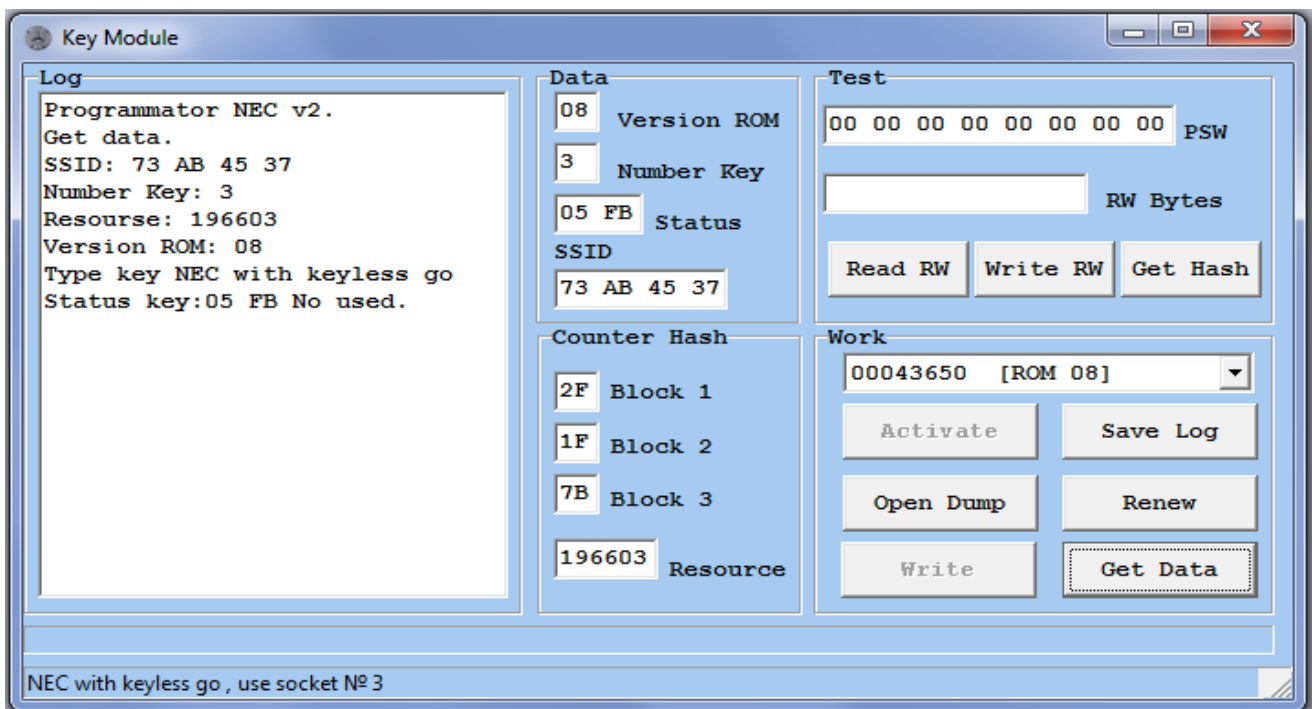 Key Module
Log
Programmator NEC v2.
Get data.
SSID: 73 AB 45 37
Number Key: 3
Resourse: 196603
Version ROM: 08
Type key NEC with keyless go
Status key:05 FB No used.
Data
08 Version ROM
3 Number Key
05 FB Status
SSID
73 AB 45 37
Counter Hash
2F Block 1
1F Block 2
7B Block 3
196603 Resource
Test
00 00 00 00 00 00 00 00 PSW
RW Bytes
Read RW Write RW Get Hash
Work
00043650 [ROM 08]
Activate Save Log
Open Dump Renew
Write Get Data
NEC with keyless go , use socket № 3